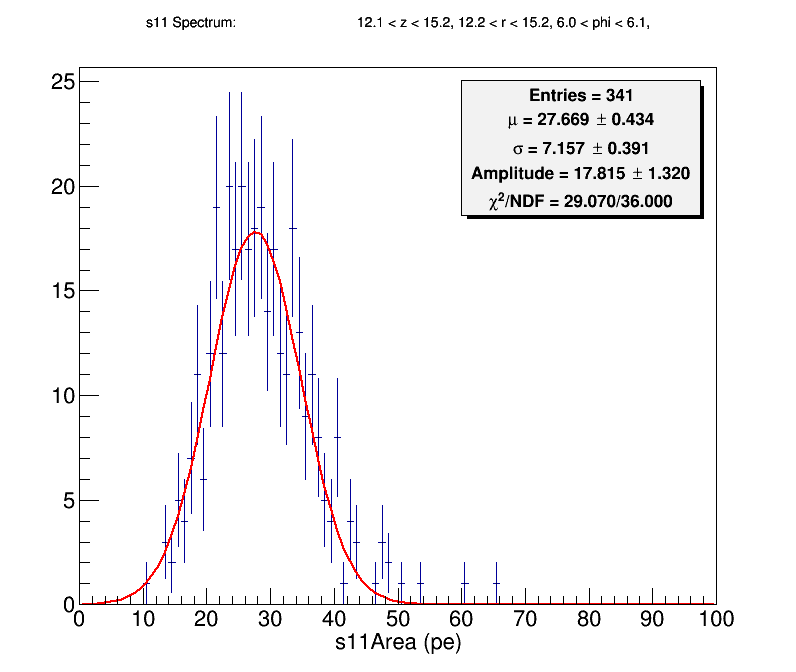 s11 Spectrum: 12.1 < z < 15.2, 12.2 < r < 15.2, 6.0 < phi < 6.1,
Entries = 341
μ = 27.669 ± 0.434
σ = 7.157 ± 0.391
Amplitude = 17.815 ± 1.320
χ²/NDF = 29.070/36.000
25
20
15
10
5
0
0 10 20 30 40 50 60 70 80 90 100
s11Area (pe)